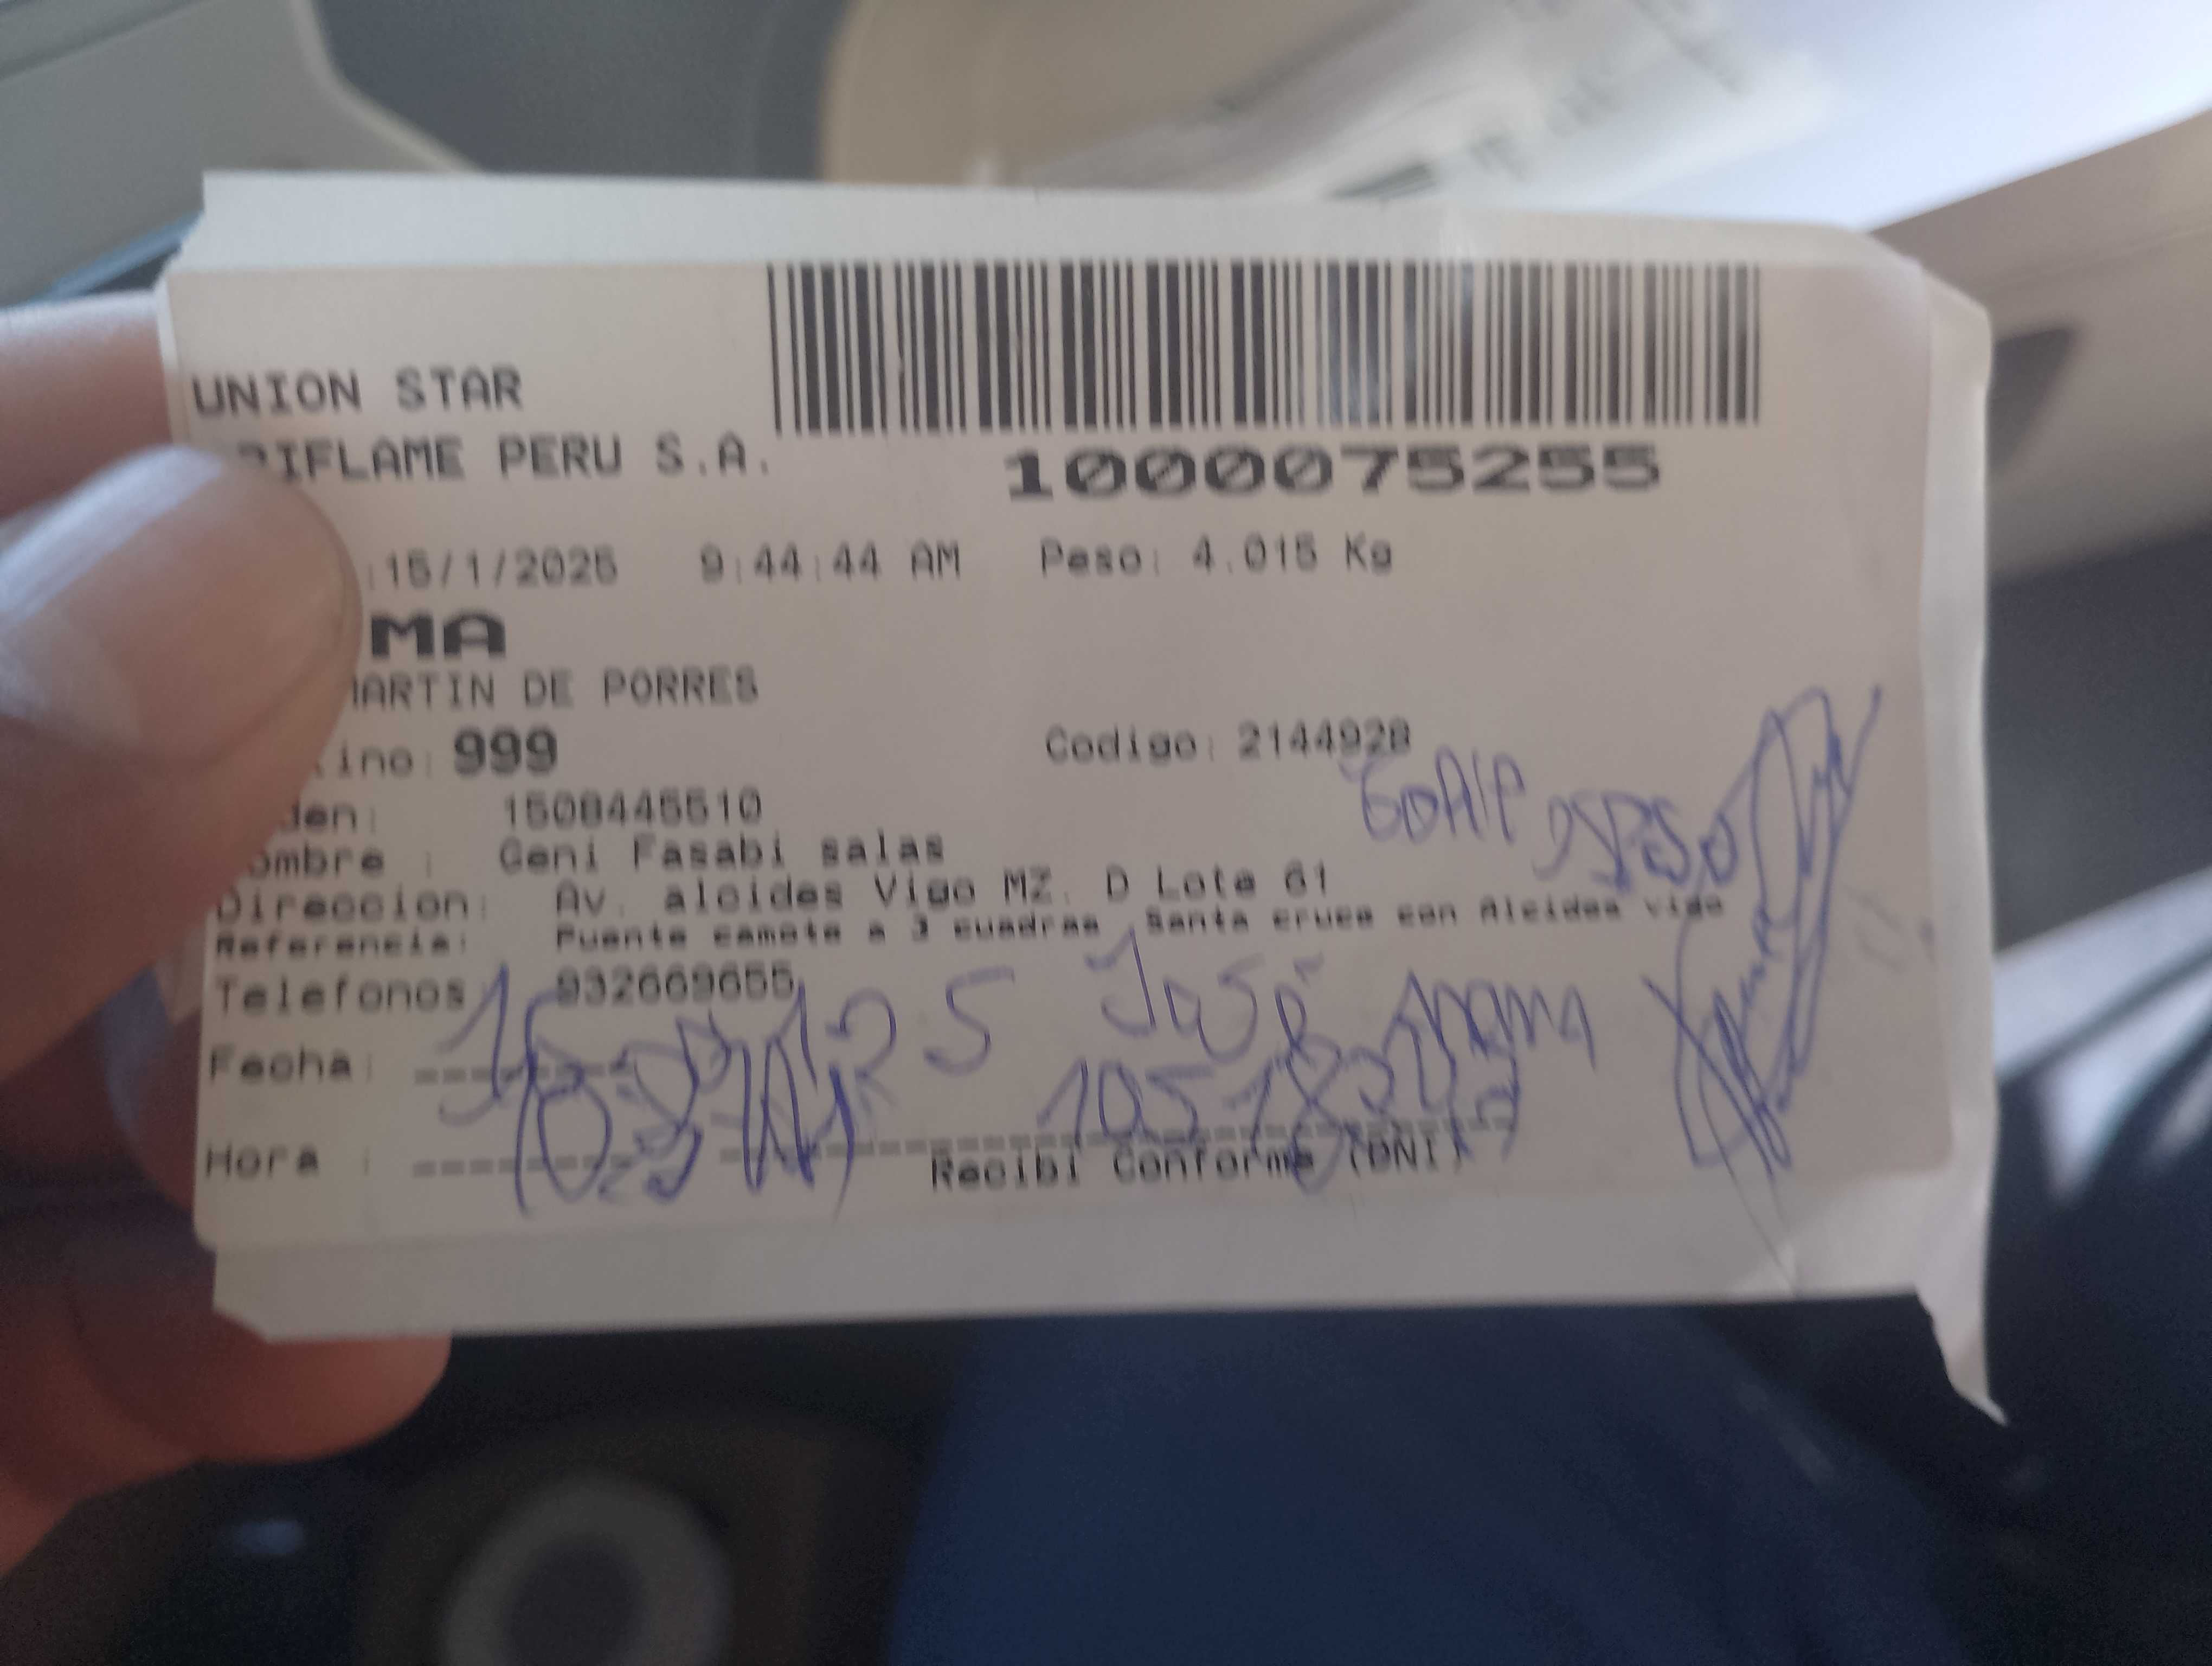 UNION STAR
RIFLAME PERU S.A.
1000075255
:15/1/2025 9:44:44 AM Peso: 4.015 Kg
MA
MARTIN DE PORRES
ino: 999 Codigo: 2144928
den: 1508445510
ombre : Geni Fasabi salas
Direccion: Av. alcides Vigo MZ. D Lote 61
Referencia: Puente camote a 3 cuadras Santa cruce con Alcides vigo
Telefonos 932669655
José
Fecha:
Hora :
Recibi Conforme (DNI)